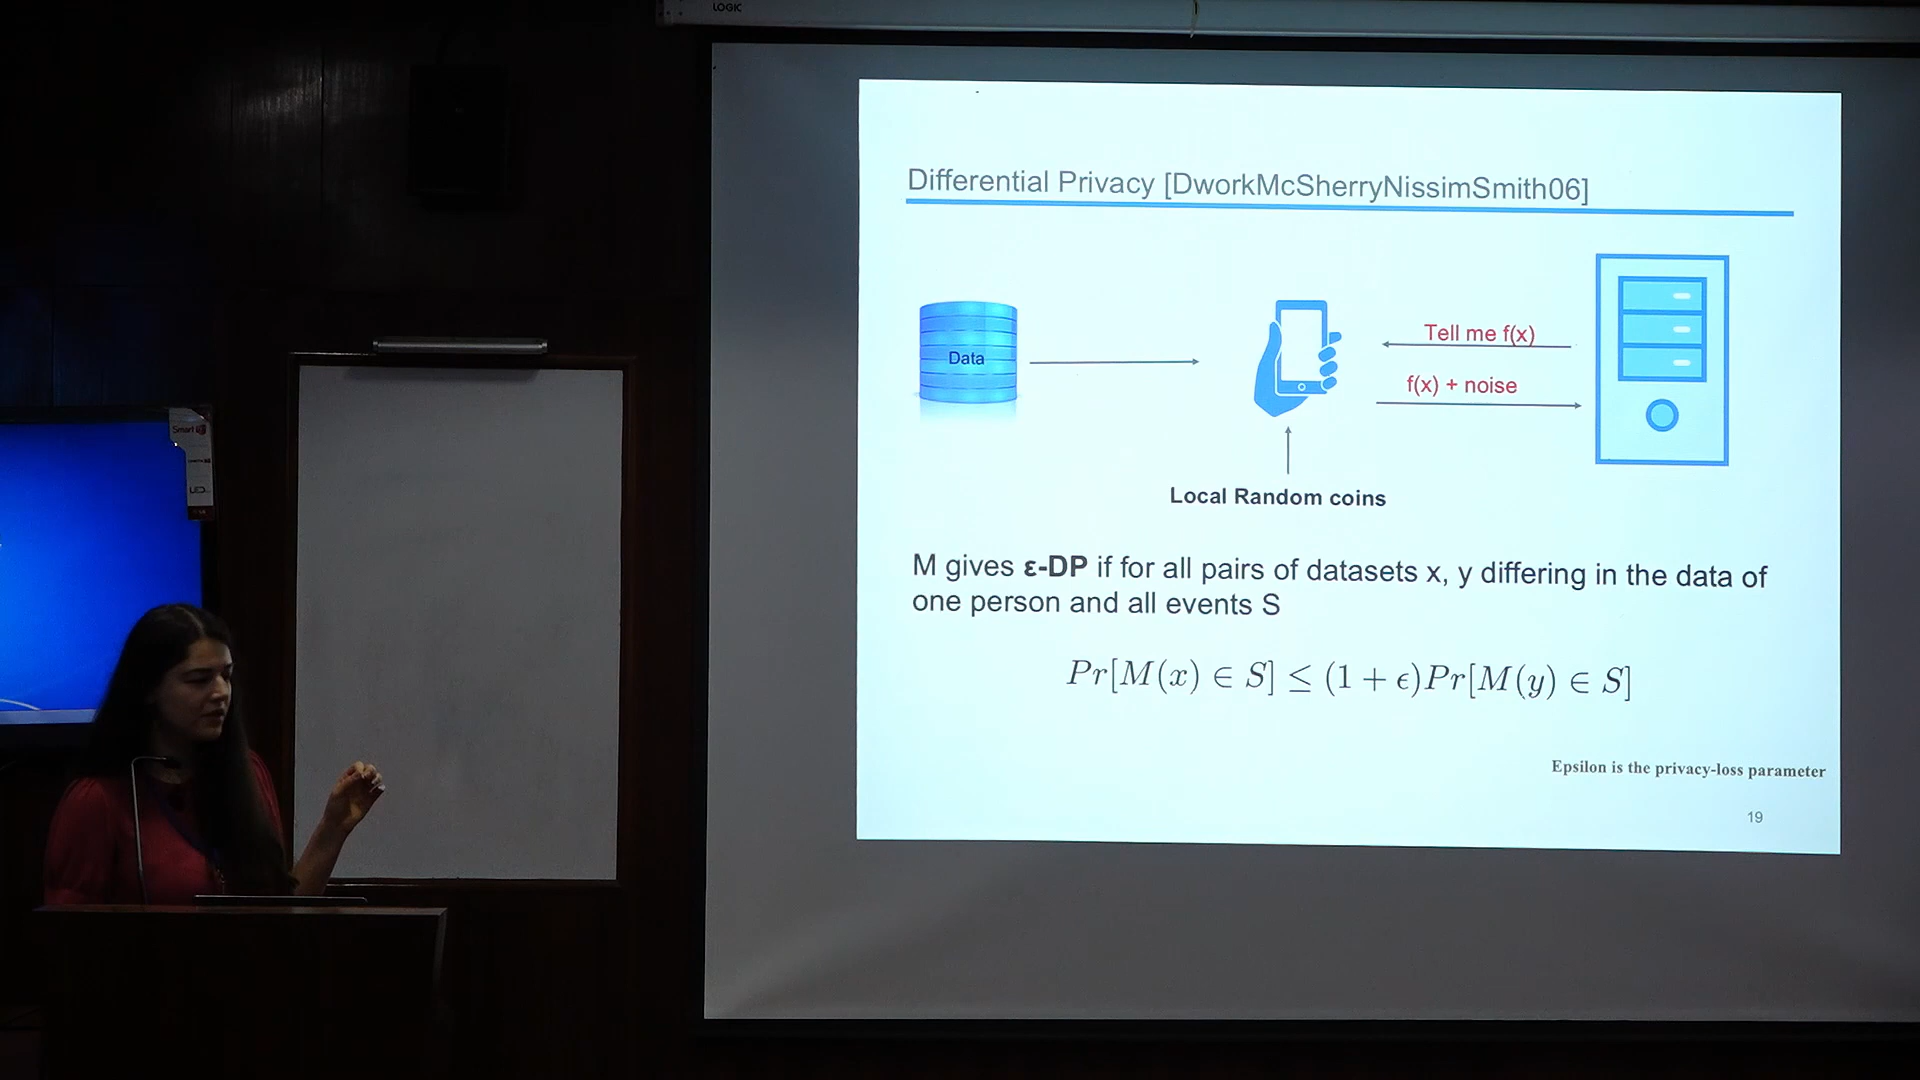 LOGIC
Differential Privacy [DworkMcSherryNissimSmith06]
Data
Tell me f(x)
f(x) + noise
Local Random coins
M gives ε-DP if for all pairs of datasets x, y differing in the data of
one person and all events S
Pr[M(x) ∈ S] ≤ (1 + ϵ)Pr[M(y) ∈ S]
Epsilon is the privacy-loss parameter
19
Smart
LED